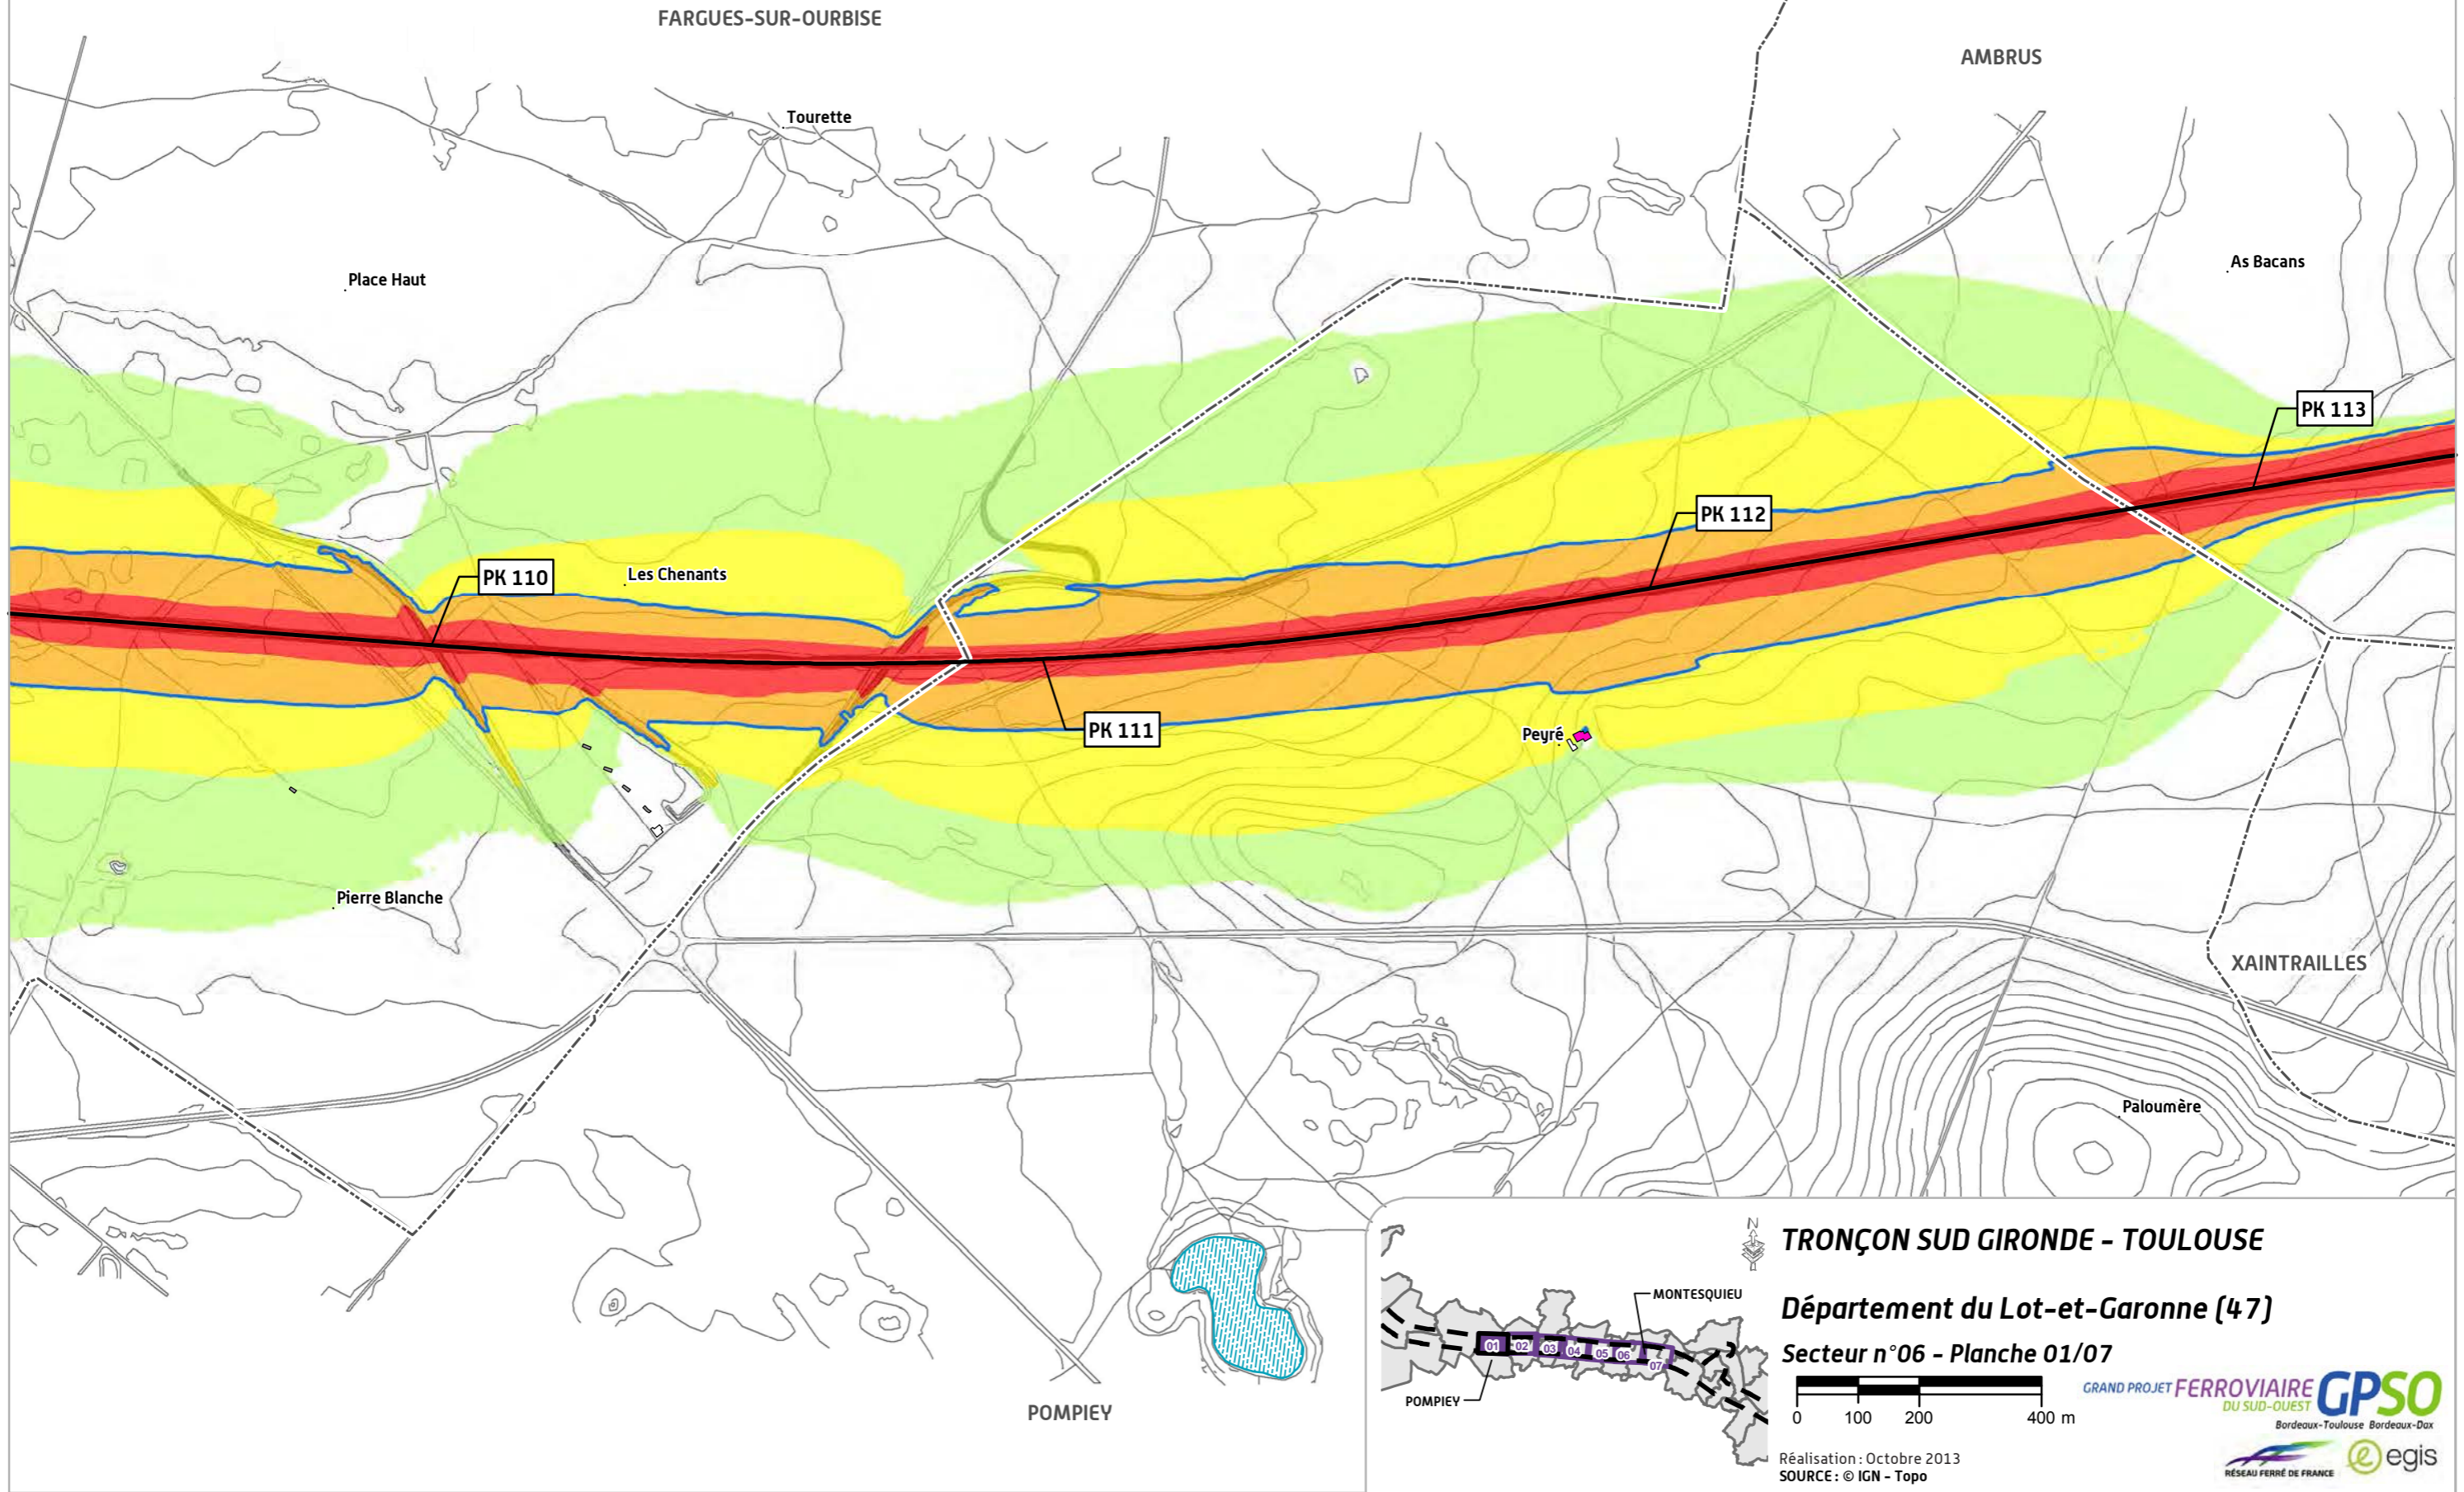 FARGUES-SUR-OURBISE
AMBRUS
Tourette
As Bacans
Place Haut
PK 113
PK 112
PK 110
Les Chenants
PK 111
Peyré
Pierre Blanche
XAINTRAILLES
Paloumère
POMPIEY
N
TRONÇON SUD GIRONDE - TOULOUSE
Département du Lot-et-Garonne (47)
Secteur n°06 - Planche 01/07
MONTESQUIEU
01 02 03 04 05 06 07
POMPIEY
0 100 200 400 m
GRAND PROJET FERROVIAIRE
DU SUD-OUEST
GPSO
Bordeaux-Toulouse Bordeaux-Dax
Réalisation : Octobre 2013
SOURCE : © IGN - Topo
RÉSEAU FERRÉ DE FRANCE
egis